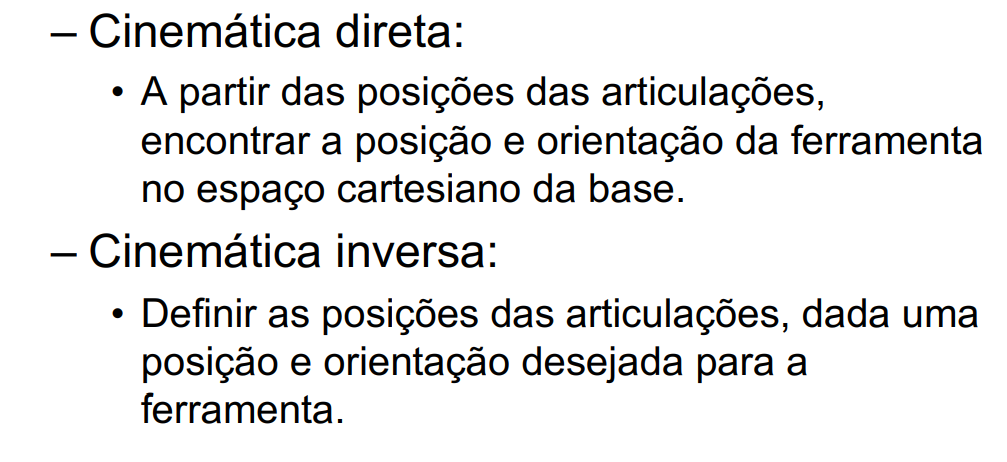 – Cinemática direta:
• A partir das posições das articulações,
encontrar a posição e orientação da ferramenta
no espaço cartesiano da base.
– Cinemática inversa:
• Definir as posições das articulações, dada uma
posição e orientação desejada para a
ferramenta.